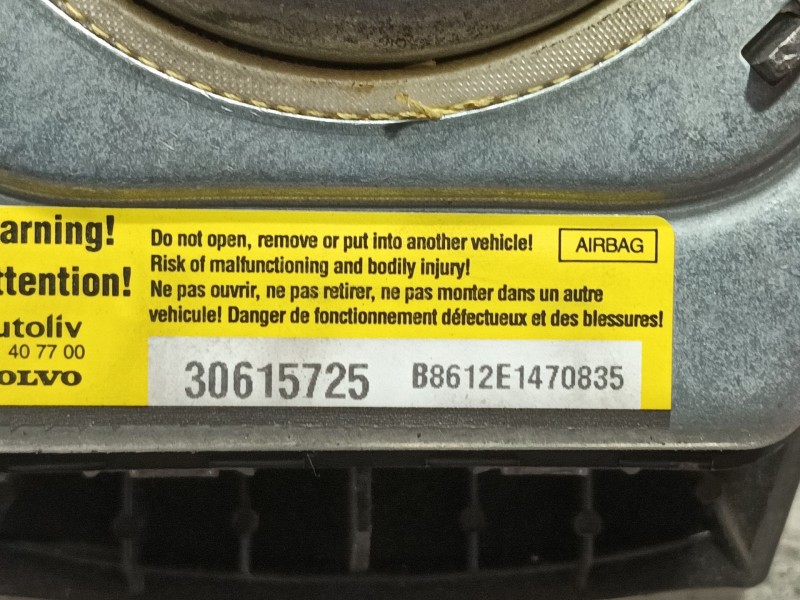 arning!
ttention!
utoliv
407 7 00
OLVO
Do not open, remove or put into another vehicle!
Risk of malfunctioning and bodily injury!
Ne pas ouvrir, ne pas retirer, ne pas monter dans un autre
vehicule! Danger de fonctionnement défectueux et des blessures!
AIRBAG
30615725 B8612E1470835